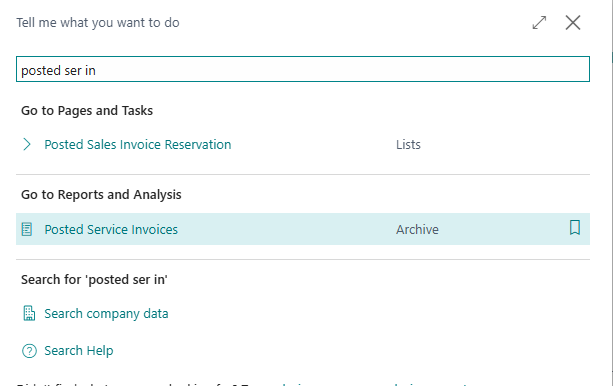 Tell me what you want to do
posted ser in
Go to Pages and Tasks
Posted Sales Invoice Reservation Lists
Go to Reports and Analysis
Posted Service Invoices Archive
Search for 'posted ser in'
Search company data
Search Help